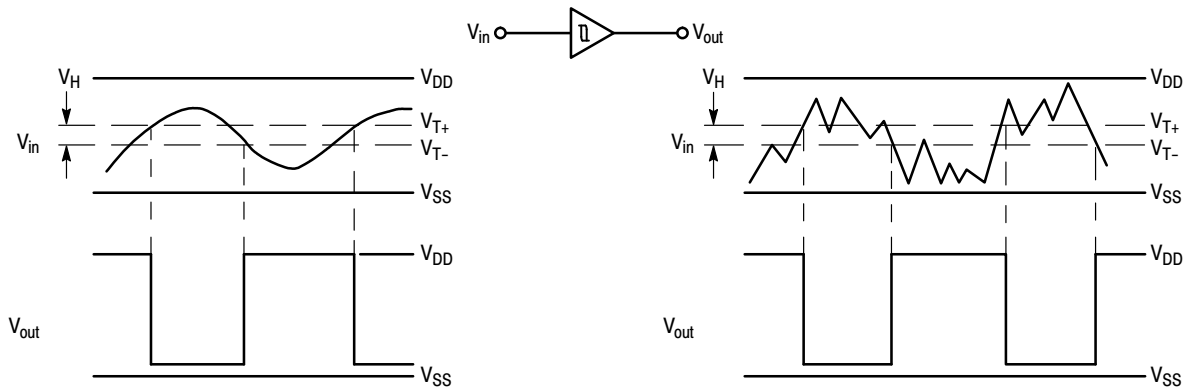 Vin Vout
VH VDD
VT+
Vin VT–
VSS
VDD
Vout
VSS
VH VDD
VT+
Vin VT–
VSS
VDD
Vout
VSS